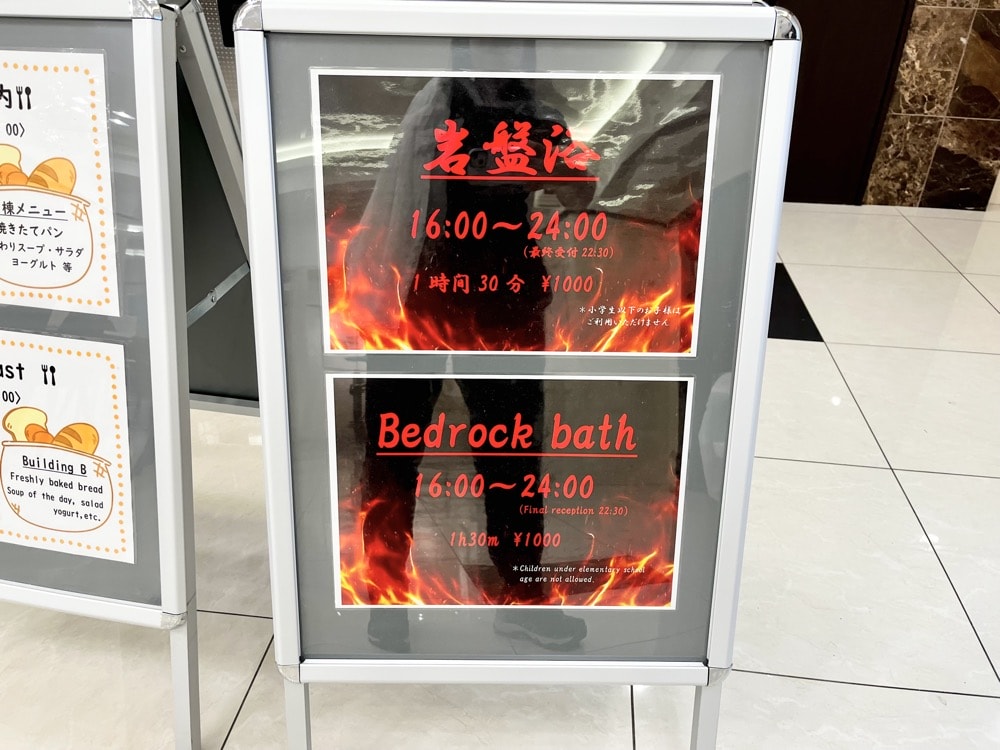 内
00〉
棟メニュー
焼きたてパン
わりスープ・サラダ
ヨーグルト 等
ast
00〉
Building B
Freshly baked bread
Soup of the day, salad
yogurt,etc.
岩盤浴
16:00～24:00
(最終受付 22:30)
1時間30分 ¥1000
＊小学生以下のお子様は
ご利用いただけません
Bedrock bath
16:00～24:00
(Final reception 22:30)
1h30m ¥1000
＊Children under elementary school
age are not allowed.